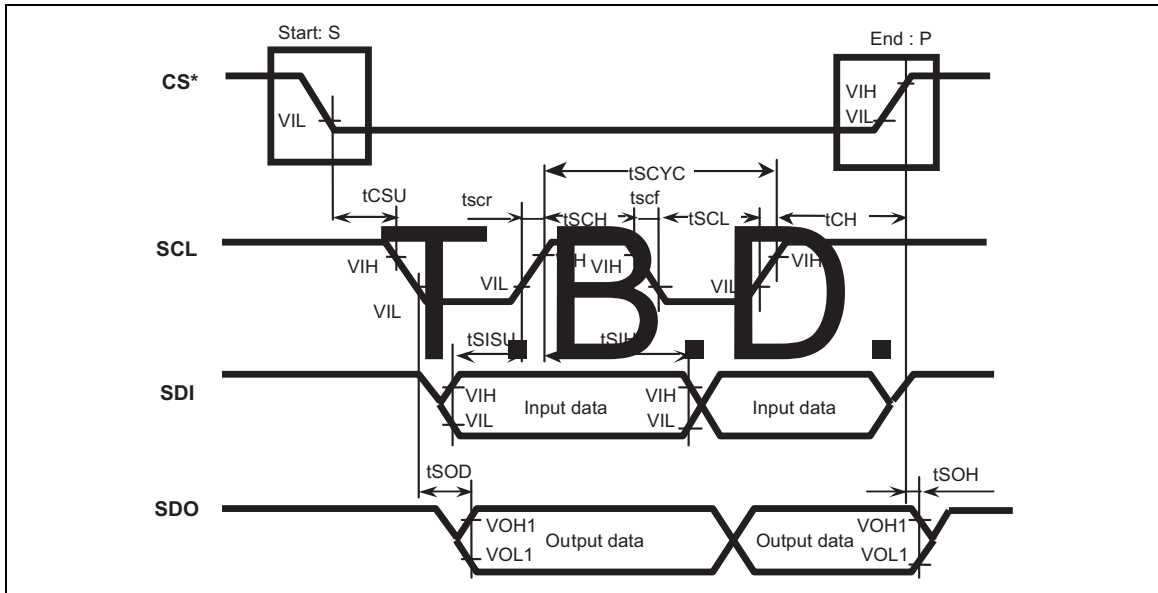 Start: S
End : P
CS*
VIL
VIH
VIL
tSCYC
tCSU
tscr
tSCH
tscf
tSCL
tCH
SCL
VIH
VIL
VIL
VIH
VIH
VIL
VIH
T.B.D.
tSISU
tSIH
SDI
VIH
VIL
Input data
VIH
VIL
Input data
tSOD
tSOH
SDO
VOH1
VOL1
Output data
Output data
VOH1
VOL1